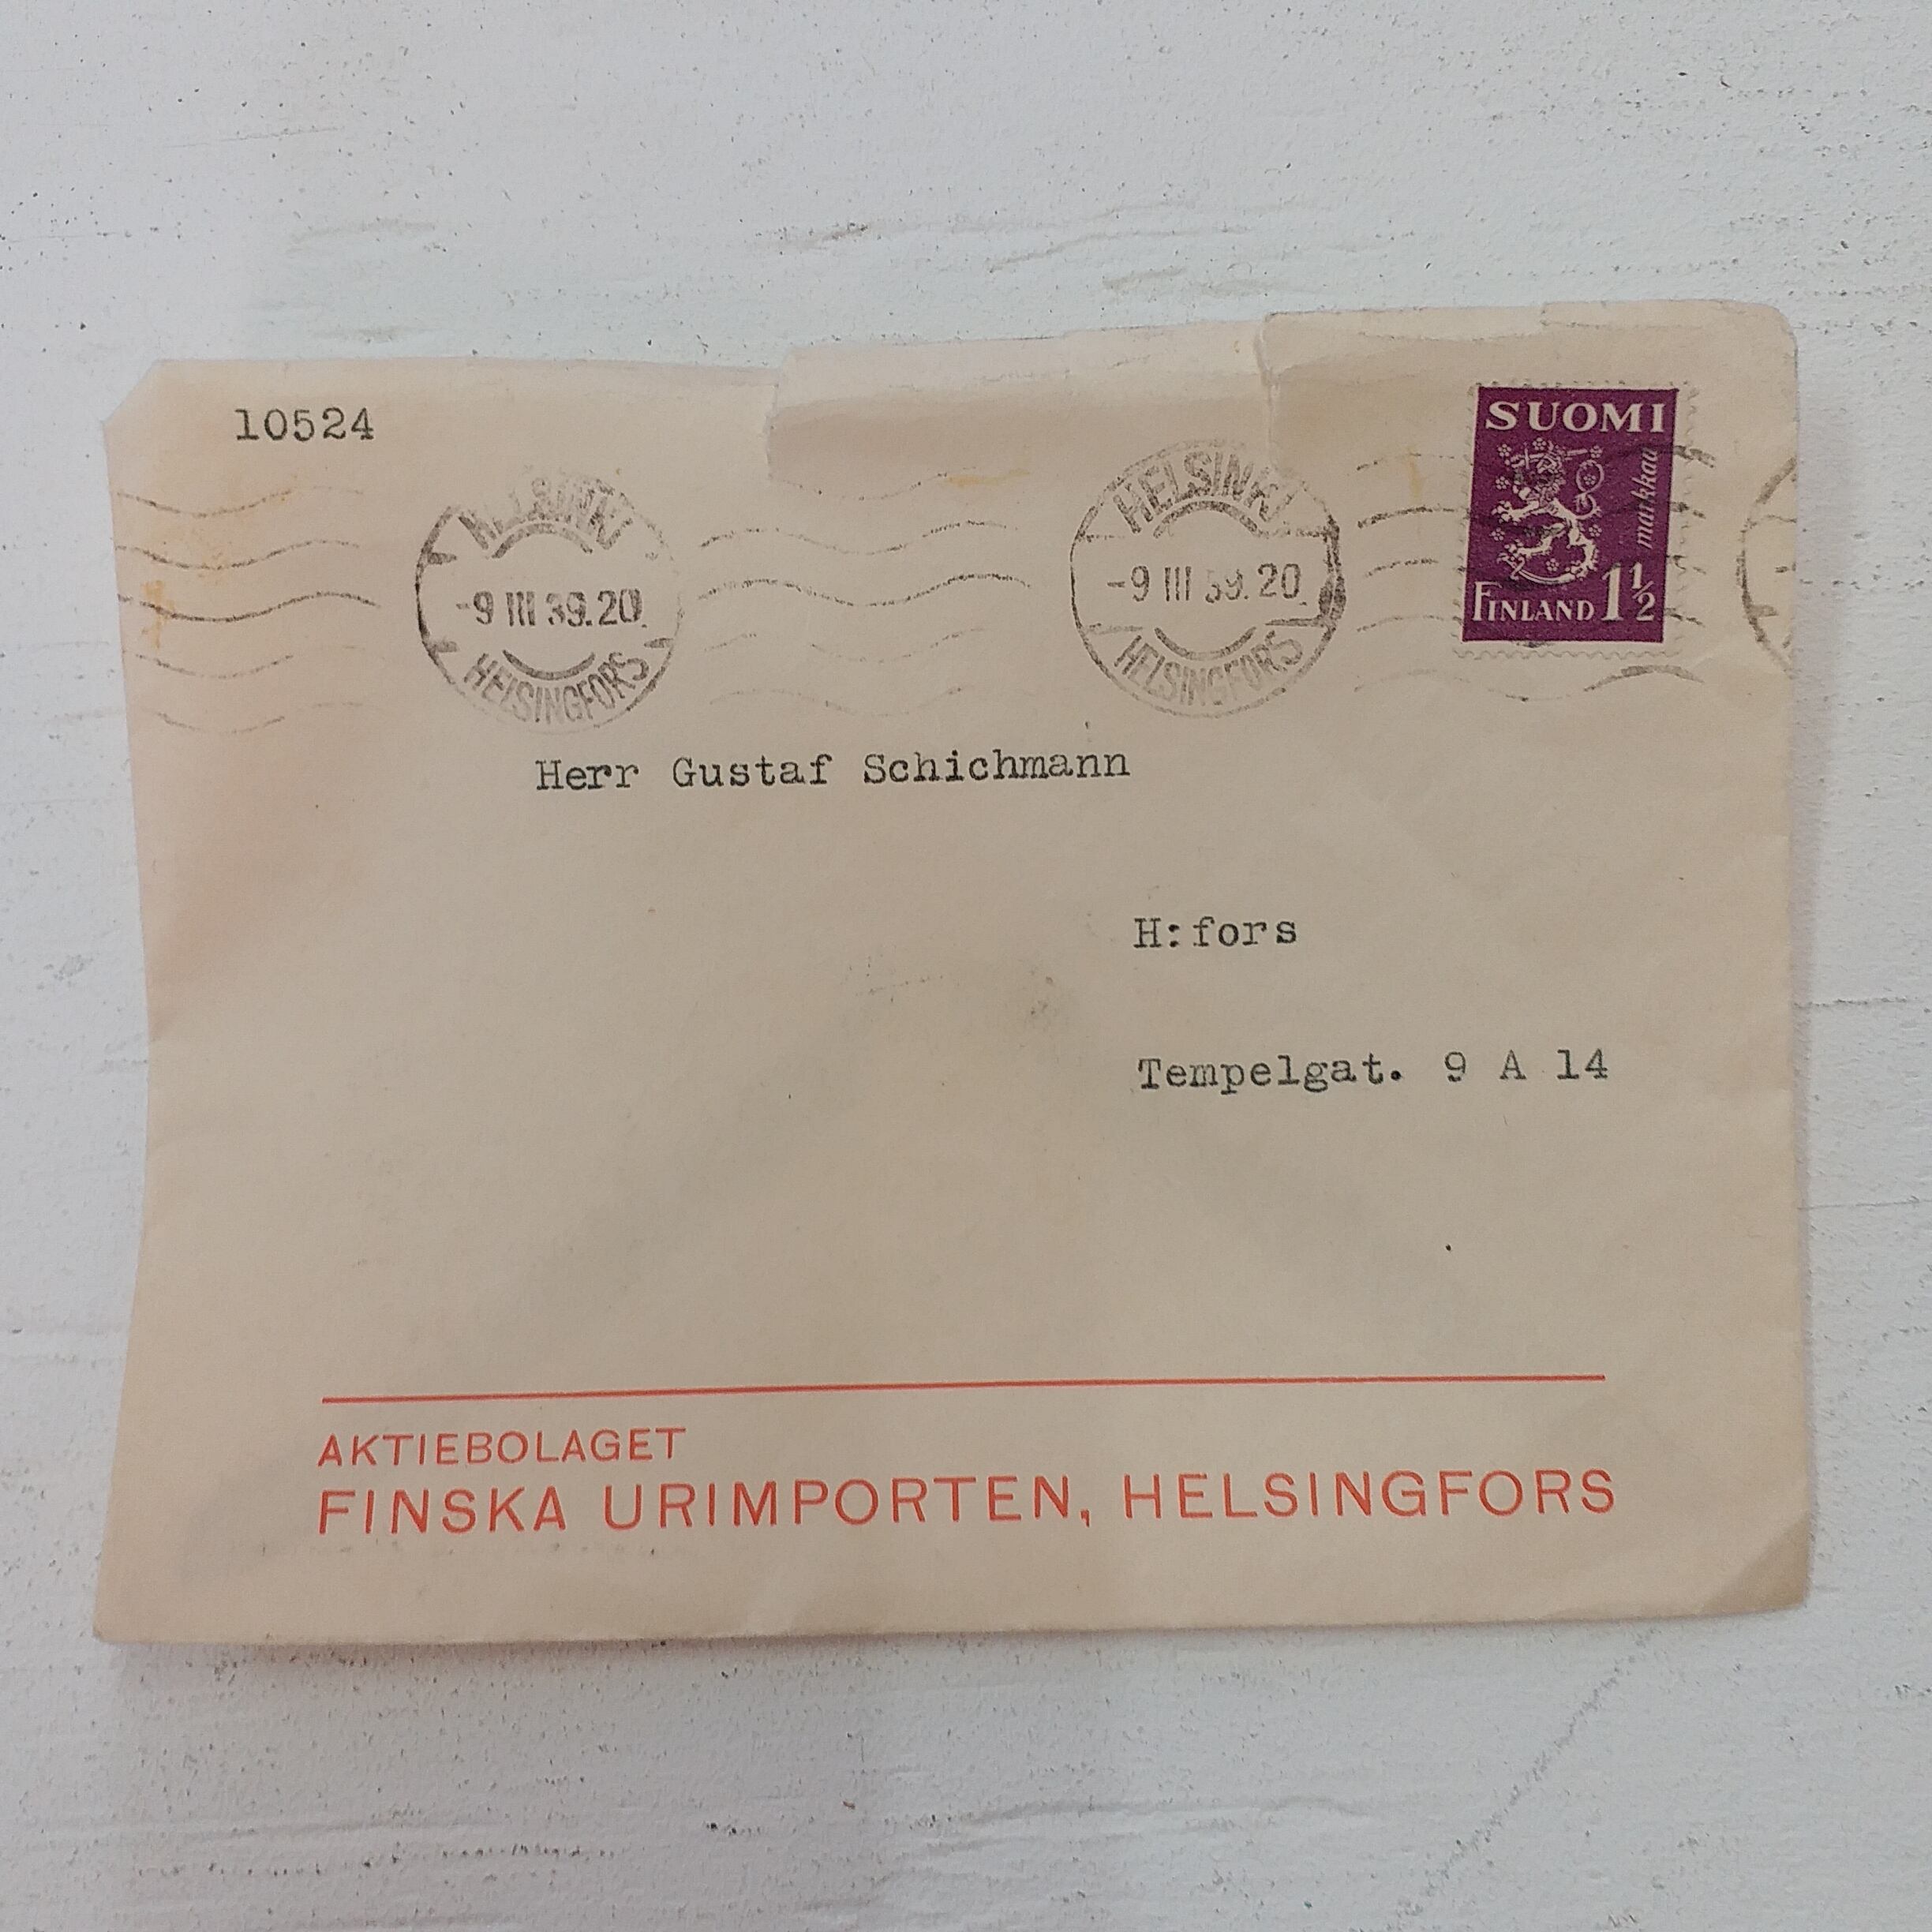 10524
SUOMI
markkaa
FINLAND 1½
HELSINKI
-9 III 39.20
HELSINGFORS
HELSINKI
-9 III 39.20
HELSINGFORS
Herr Gustaf Schichmann
H:fors
Tempelgat. 9 A 14
AKTIEBOLAGET
FINSKA URIMPORTEN, HELSINGFORS